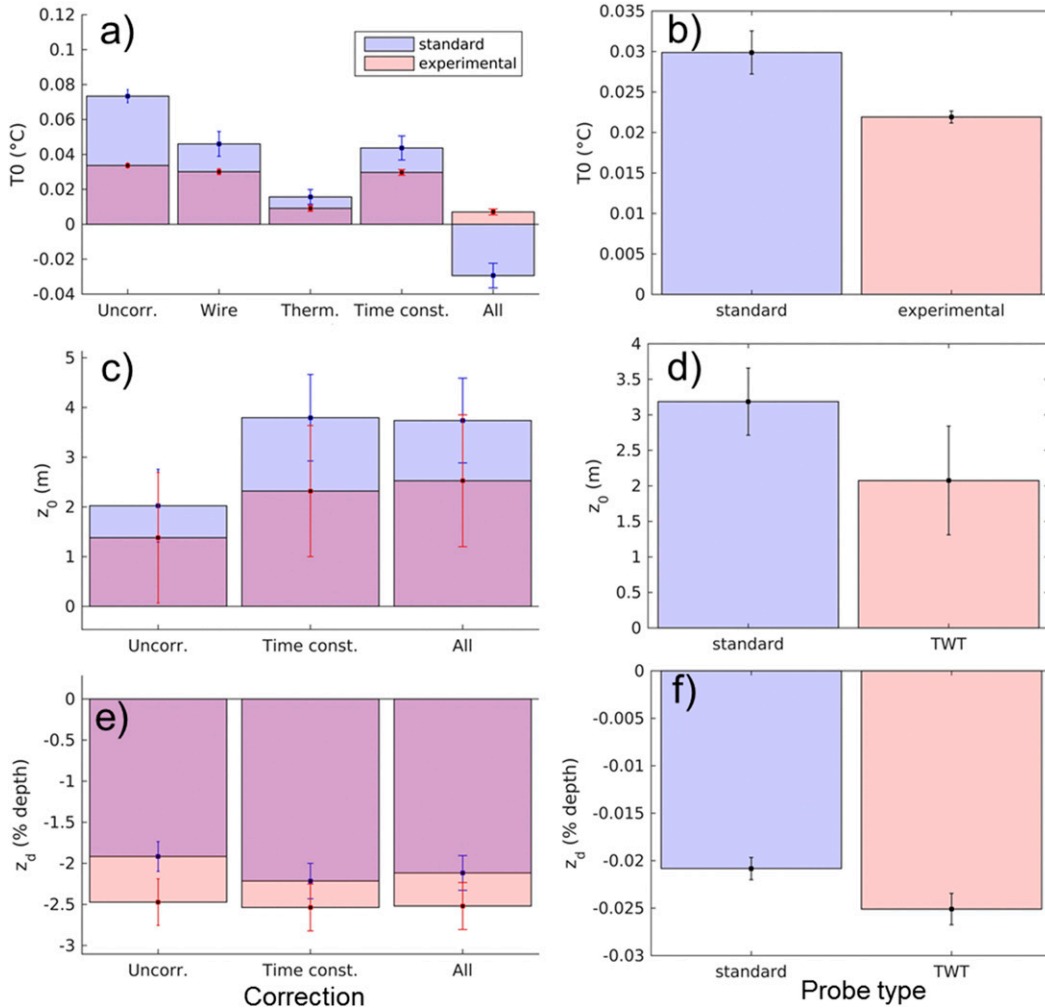 a)
0.12
0.1
0.08
0.06
0.04
0.02
0
-0.02
-0.04
T0 (°C)
standard
experimental
Uncorr. Wire Therm. Time const. All
b)
0.035
0.03
0.025
0.02
0.015
0.01
0.005
0
T0 (°C)
standard experimental
c)
5
4
3
2
1
0
z0 (m)
Uncorr. Time const. All
d)
4
3.5
3
2.5
2
1.5
1
0.5
0
z0 (m)
standard TWT
e)
0
-0.5
-1
-1.5
-2
-2.5
-3
zd (% depth)
Uncorr. Time const. All
Correction
f)
0
-0.005
-0.01
-0.015
-0.02
-0.025
-0.03
zd (% depth)
standard TWT
Probe type